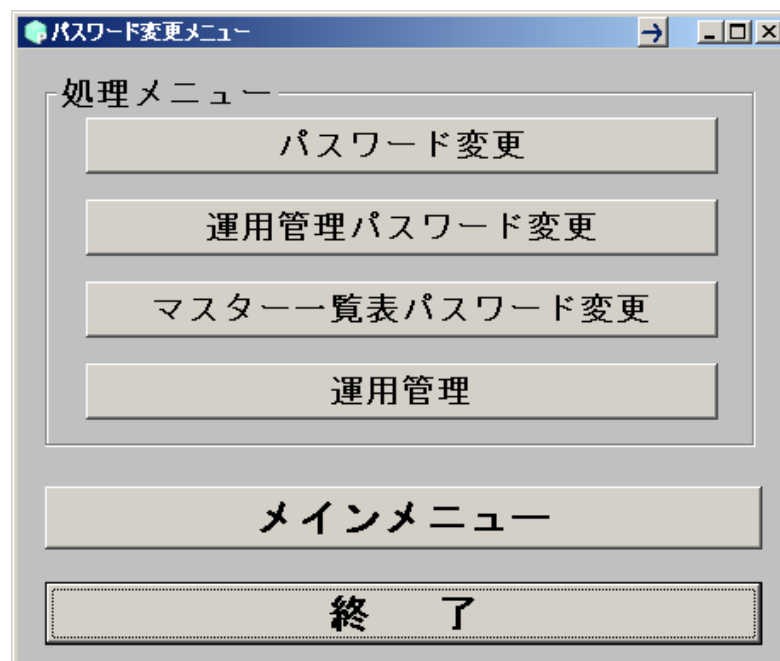 パスワード変更メニュー
処理メニュー
パスワード変更
運用管理パスワード変更
マスター一覧表パスワード変更
運用管理
メインメニュー
終　了